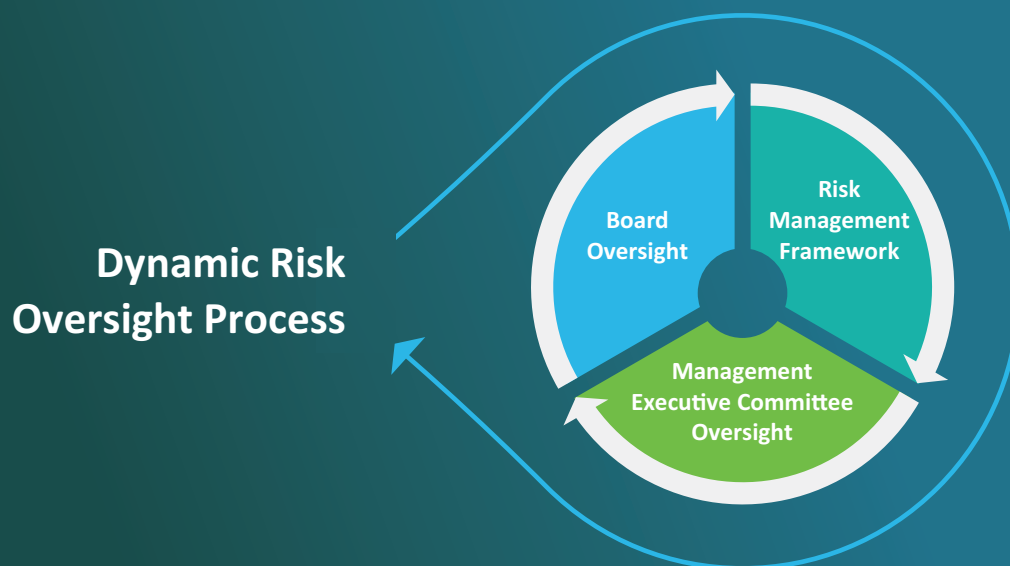 Dynamic Risk
Oversight Process
Board
Oversight
Risk
Management
Framework
Management
Executive Committee
Oversight